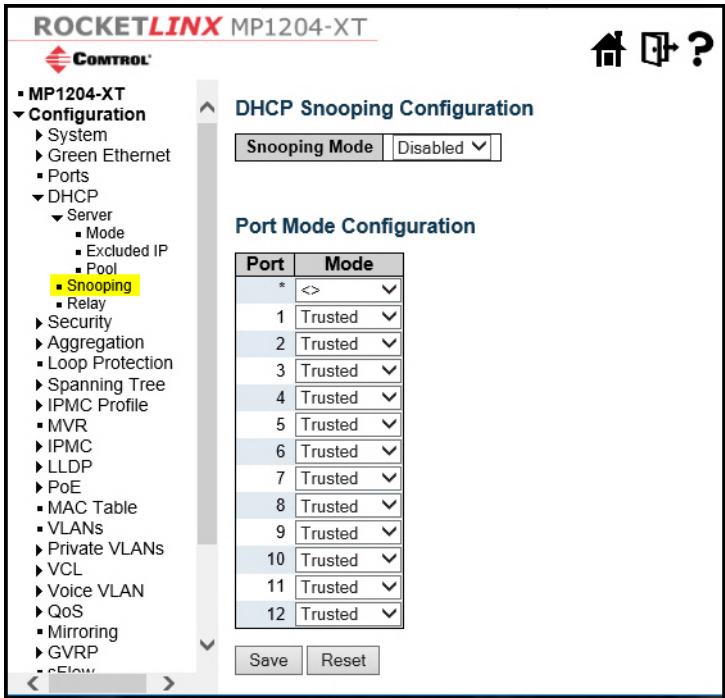 ROCKETLINX MP1204-XT
COMTROL
?
MP1204-XT
Configuration
System
Green Ethernet
Ports
DHCP
Server
Mode
Excluded IP
Pool
Snooping
Relay
Security
Aggregation
Loop Protection
Spanning Tree
IPMC Profile
MVR
IPMC
LLDP
PoE
MAC Table
VLANs
Private VLANs
VCL
Voice VLAN
QoS
Mirroring
GVRP
sFlow
DHCP Snooping Configuration
Snooping Mode Disabled
Port Mode Configuration
Port Mode
* <>
1 Trusted
2 Trusted
3 Trusted
4 Trusted
5 Trusted
6 Trusted
7 Trusted
8 Trusted
9 Trusted
10 Trusted
11 Trusted
12 Trusted
Save Reset